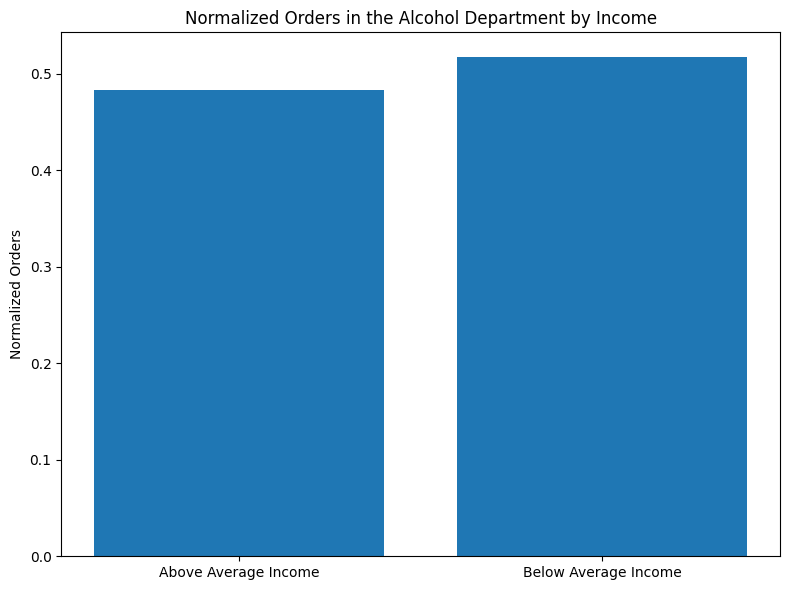 Normalized Orders in the Alcohol Department by Income
Normalized Orders
0.5
0.4
0.3
0.2
0.1
0.0
Above Average Income
Below Average Income